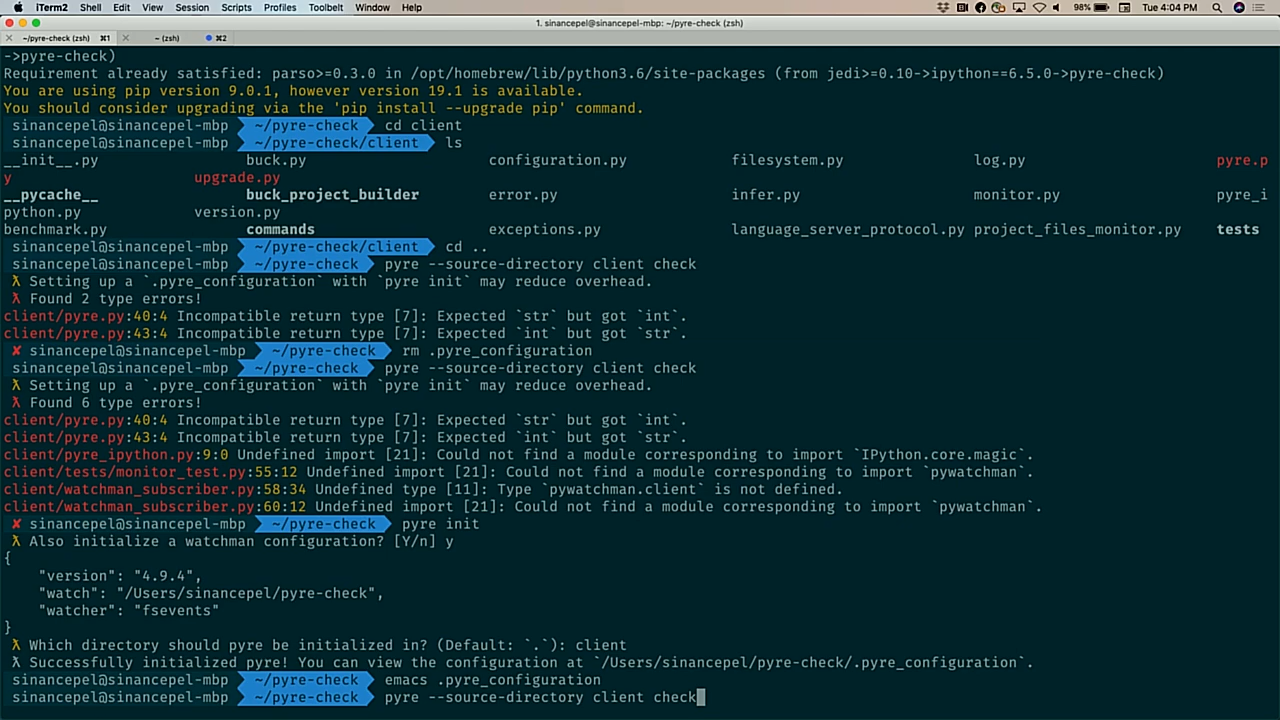 iTerm2 Shell Edit View Session Scripts Profiles Toolbelt Window Help 98% Tue 4:04 PM
1. sinancepel@sinancepel-mbp: ~/pyre-check (zsh)
~/pyre-check (zsh) ⌘1 ~ (zsh) ⌘2
->pyre-check)
Requirement already satisfied: parso>=0.3.0 in /opt/homebrew/lib/python3.6/site-packages (from jedi>=0.10->ipython==6.5.0->pyre-check)
You are using pip version 9.0.1, however version 19.1 is available.
You should consider upgrading via the 'pip install --upgrade pip' command.
sinancepel@sinancepel-mbp ~/pyre-check cd client
sinancepel@sinancepel-mbp ~/pyre-check/client ls
__init__.py buck.py configuration.py filesystem.py log.py pyre.p
y upgrade.py
__pycache__ buck_project_builder error.py infer.py monitor.py pyre_i
python.py version.py
benchmark.py commands exceptions.py language_server_protocol.py project_files_monitor.py tests
sinancepel@sinancepel-mbp ~/pyre-check/client cd ..
sinancepel@sinancepel-mbp ~/pyre-check pyre --source-directory client check
ƛ Setting up a `.pyre_configuration` with `pyre init` may reduce overhead.
ƛ Found 2 type errors!
client/pyre.py:40:4 Incompatible return type [7]: Expected `str` but got `int`.
client/pyre.py:43:4 Incompatible return type [7]: Expected `int` but got `str`.
✘ sinancepel@sinancepel-mbp ~/pyre-check rm .pyre_configuration
sinancepel@sinancepel-mbp ~/pyre-check pyre --source-directory client check
ƛ Setting up a `.pyre_configuration` with `pyre init` may reduce overhead.
ƛ Found 6 type errors!
client/pyre.py:40:4 Incompatible return type [7]: Expected `str` but got `int`.
client/pyre.py:43:4 Incompatible return type [7]: Expected `int` but got `str`.
client/pyre_ipython.py:9:0 Undefined import [21]: Could not find a module corresponding to import `IPython.core.magic`.
client/tests/monitor_test.py:55:12 Undefined import [21]: Could not find a module corresponding to import `pywatchman`.
client/watchman_subscriber.py:58:34 Undefined type [11]: Type `pywatchman.client` is not defined.
client/watchman_subscriber.py:60:12 Undefined import [21]: Could not find a module corresponding to import `pywatchman`.
✘ sinancepel@sinancepel-mbp ~/pyre-check pyre init
ƛ Also initialize a watchman configuration? [Y/n] y
{
"version": "4.9.4",
"watch": "/Users/sinancepel/pyre-check",
"watcher": "fsevents"
}
ƛ Which directory should pyre be initialized in? (Default: `.`): client
ƛ Successfully initialized pyre! You can view the configuration at `/Users/sinancepel/pyre-check/.pyre_configuration`.
sinancepel@sinancepel-mbp ~/pyre-check emacs .pyre_configuration
sinancepel@sinancepel-mbp ~/pyre-check pyre --source-directory client check